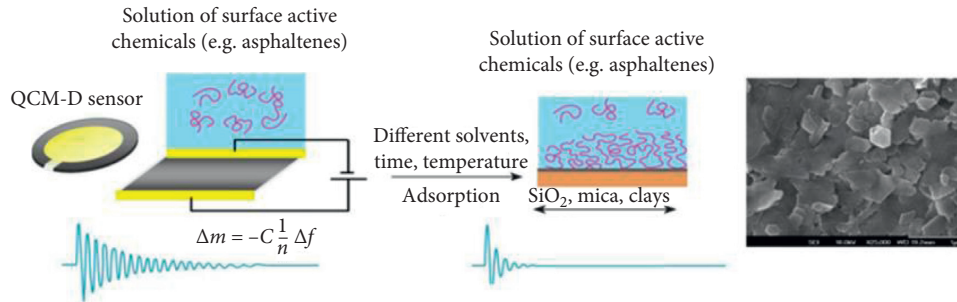 Solution of surface active
chemicals (e.g. asphaltenes)
QCM-D sensor
Δm = –C 1/n Δf
Different solvents,
time, temperature
Adsorption
Solution of surface active
chemicals (e.g. asphaltenes)
SiO₂, mica, clays